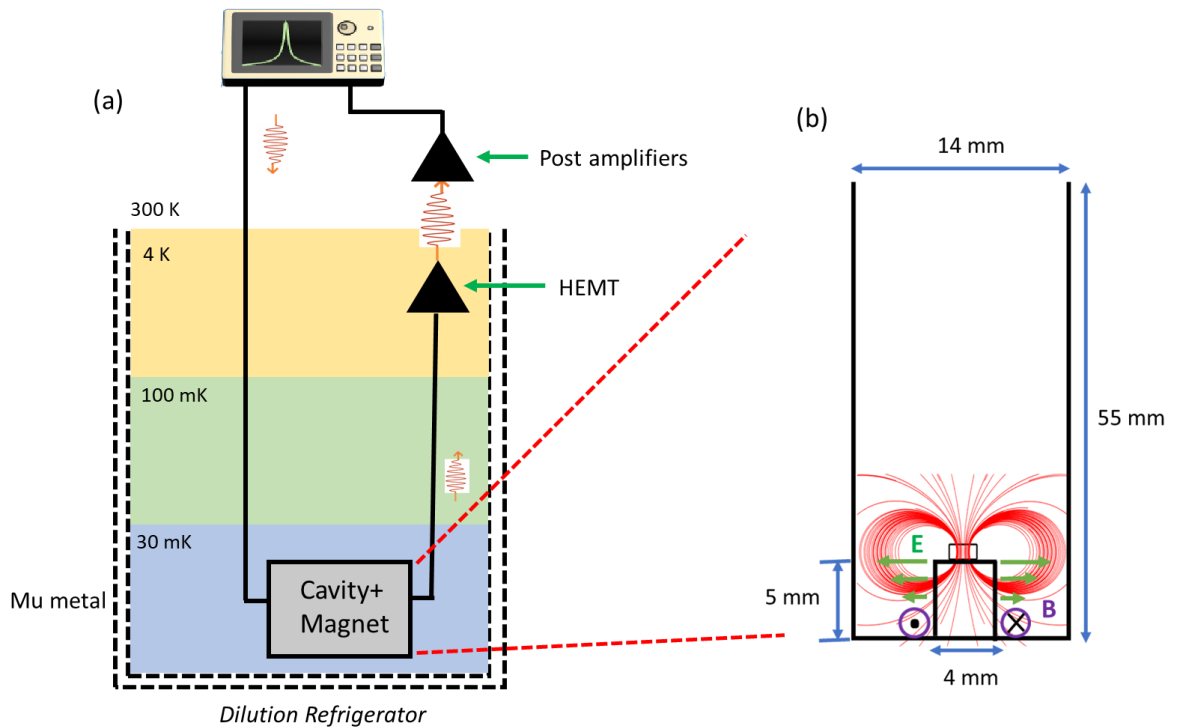 (a)
Post amplifiers
300 K
4 K
HEMT
100 mK
30 mK
Mu metal
Cavity+
Magnet
Dilution Refrigerator
(b)
14 mm
55 mm
E
B
5 mm
4 mm